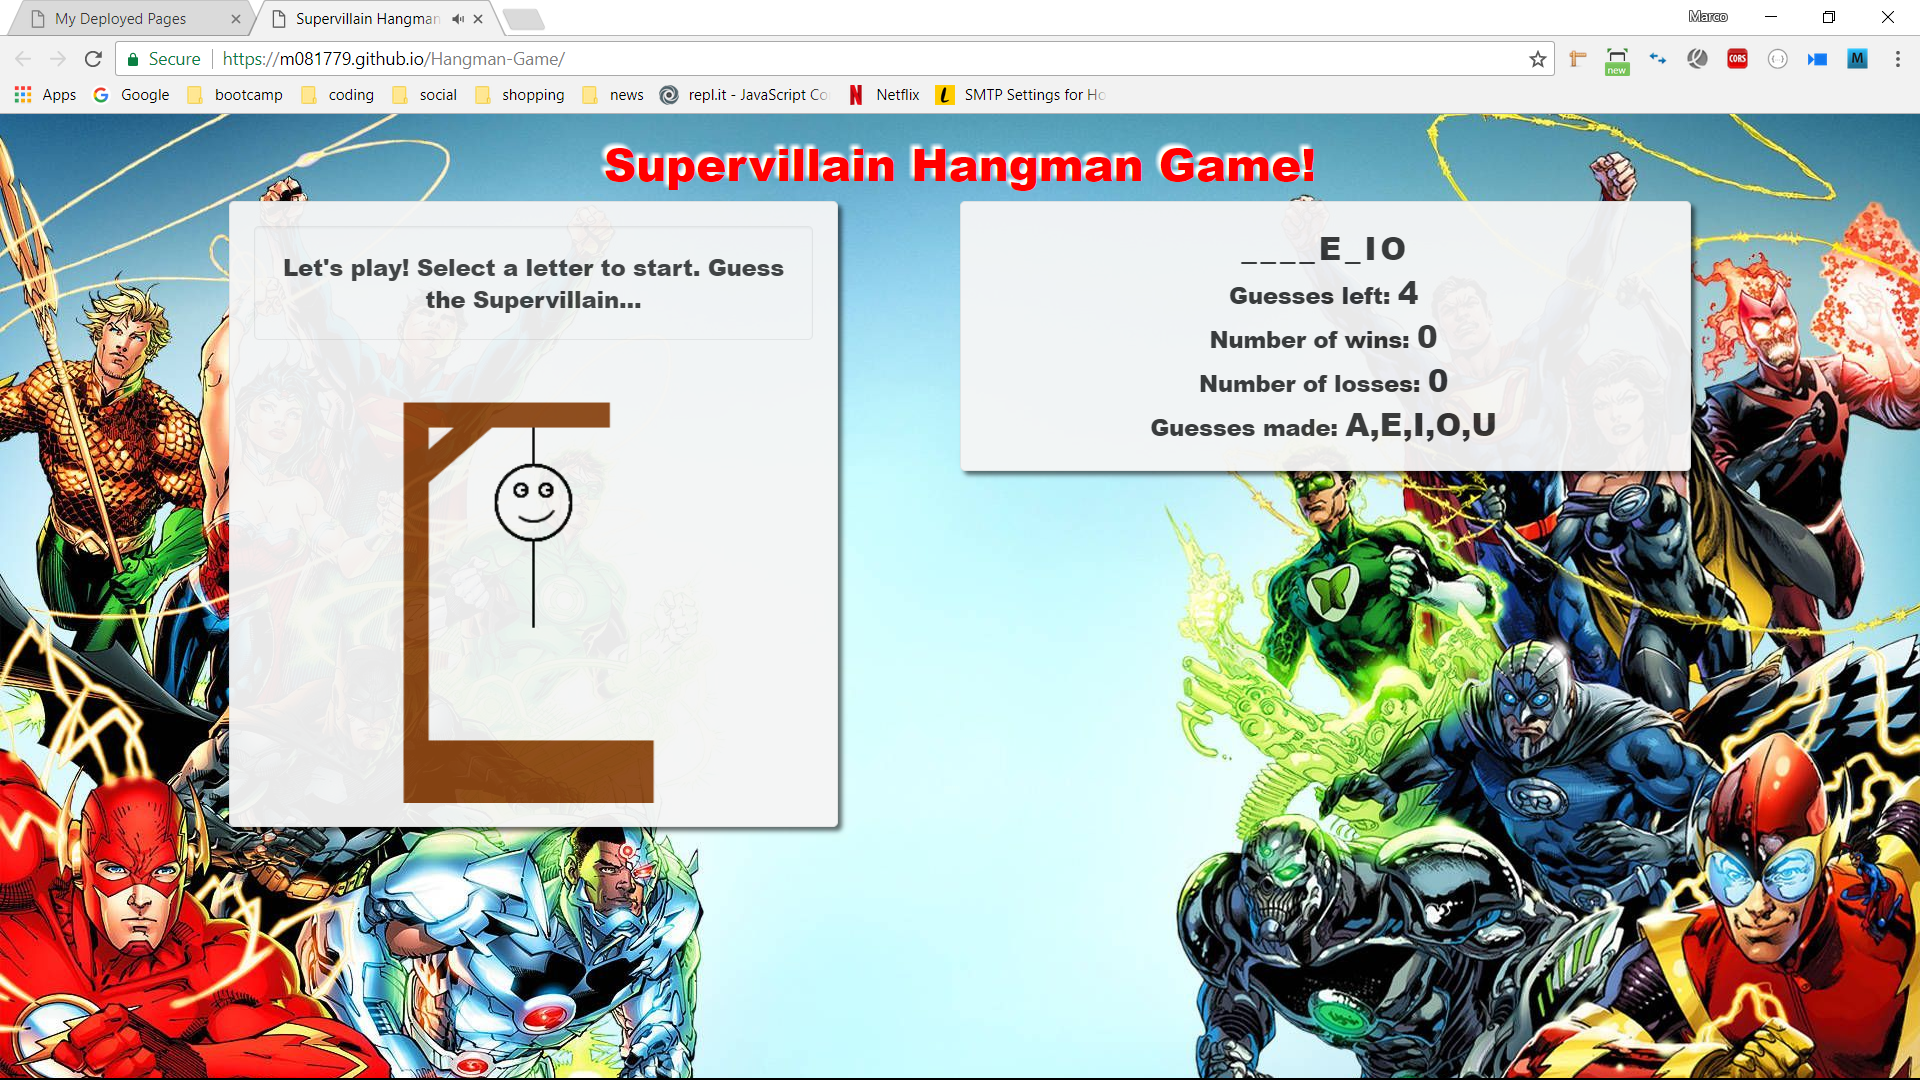 My Deployed Pages
Supervillain Hangman
Marco
Secure
https://m081779.github.io/Hangman-Game/
new
CORS
M
Apps
Google
bootcamp
coding
social
shopping
news
repl.it - JavaScript Co
Netflix
SMTP Settings for Ho
Supervillain Hangman Game!
Let's play! Select a letter to start. Guess
the Supervillain...
____E_IO
Guesses left: 4
Number of wins: 0
Number of losses: 0
Guesses made: A,E,I,O,U